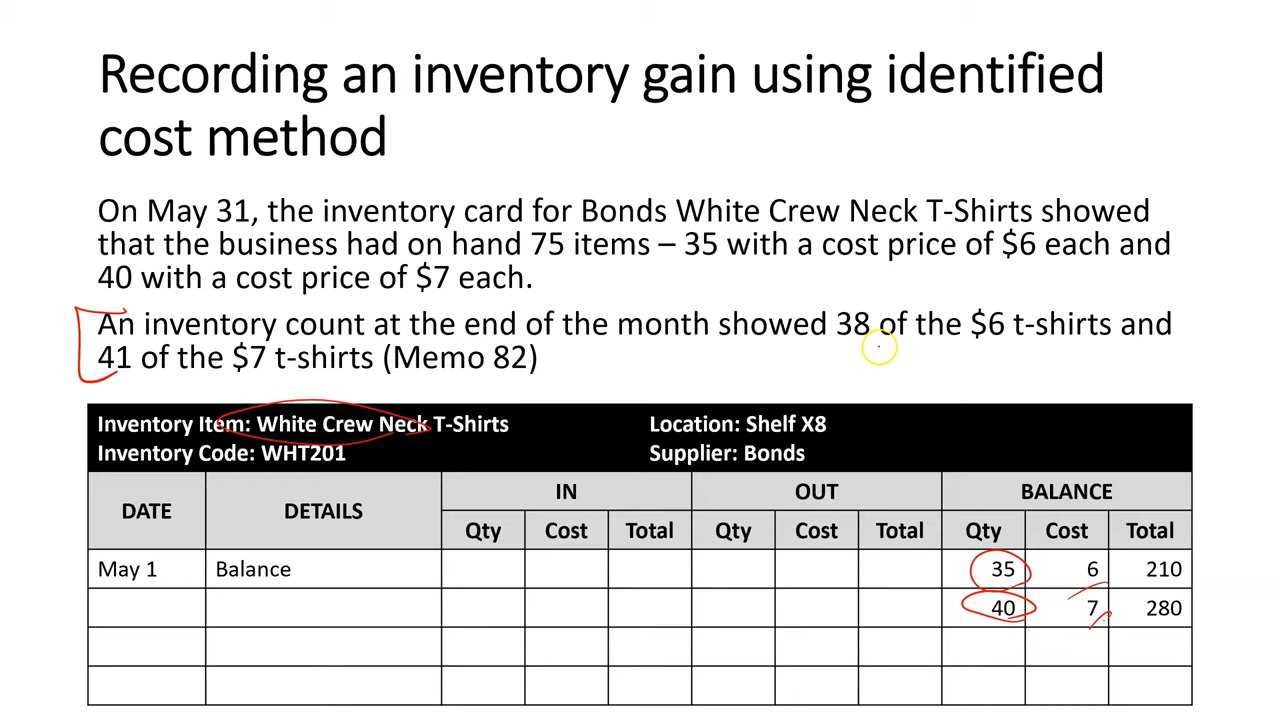 Recording an inventory gain using identified
cost method
On May 31, the inventory card for Bonds White Crew Neck T-Shirts showed
that the business had on hand 75 items – 35 with a cost price of $6 each and
40 with a cost price of $7 each.
An inventory count at the end of the month showed 38 of the $6 t-shirts and
41 of the $7 t-shirts (Memo 82)
Inventory Item: White Crew Neck T-Shirts Location: Shelf X8
Inventory Code: WHT201 Supplier: Bonds
DATE DETAILS IN OUT BALANCE
Qty Cost Total Qty Cost Total Qty Cost Total
May 1 Balance 35 6 210
40 7 280